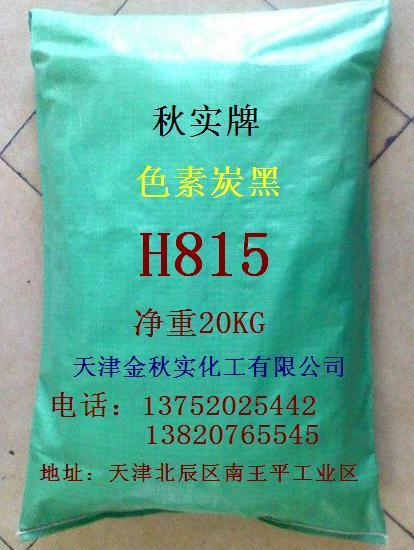 秋实牌
色素炭黑
H815
净重20KG
天津金秋实化工有限公司
电话：13752025442
13820765545
地址：天津北辰区南王平工业区